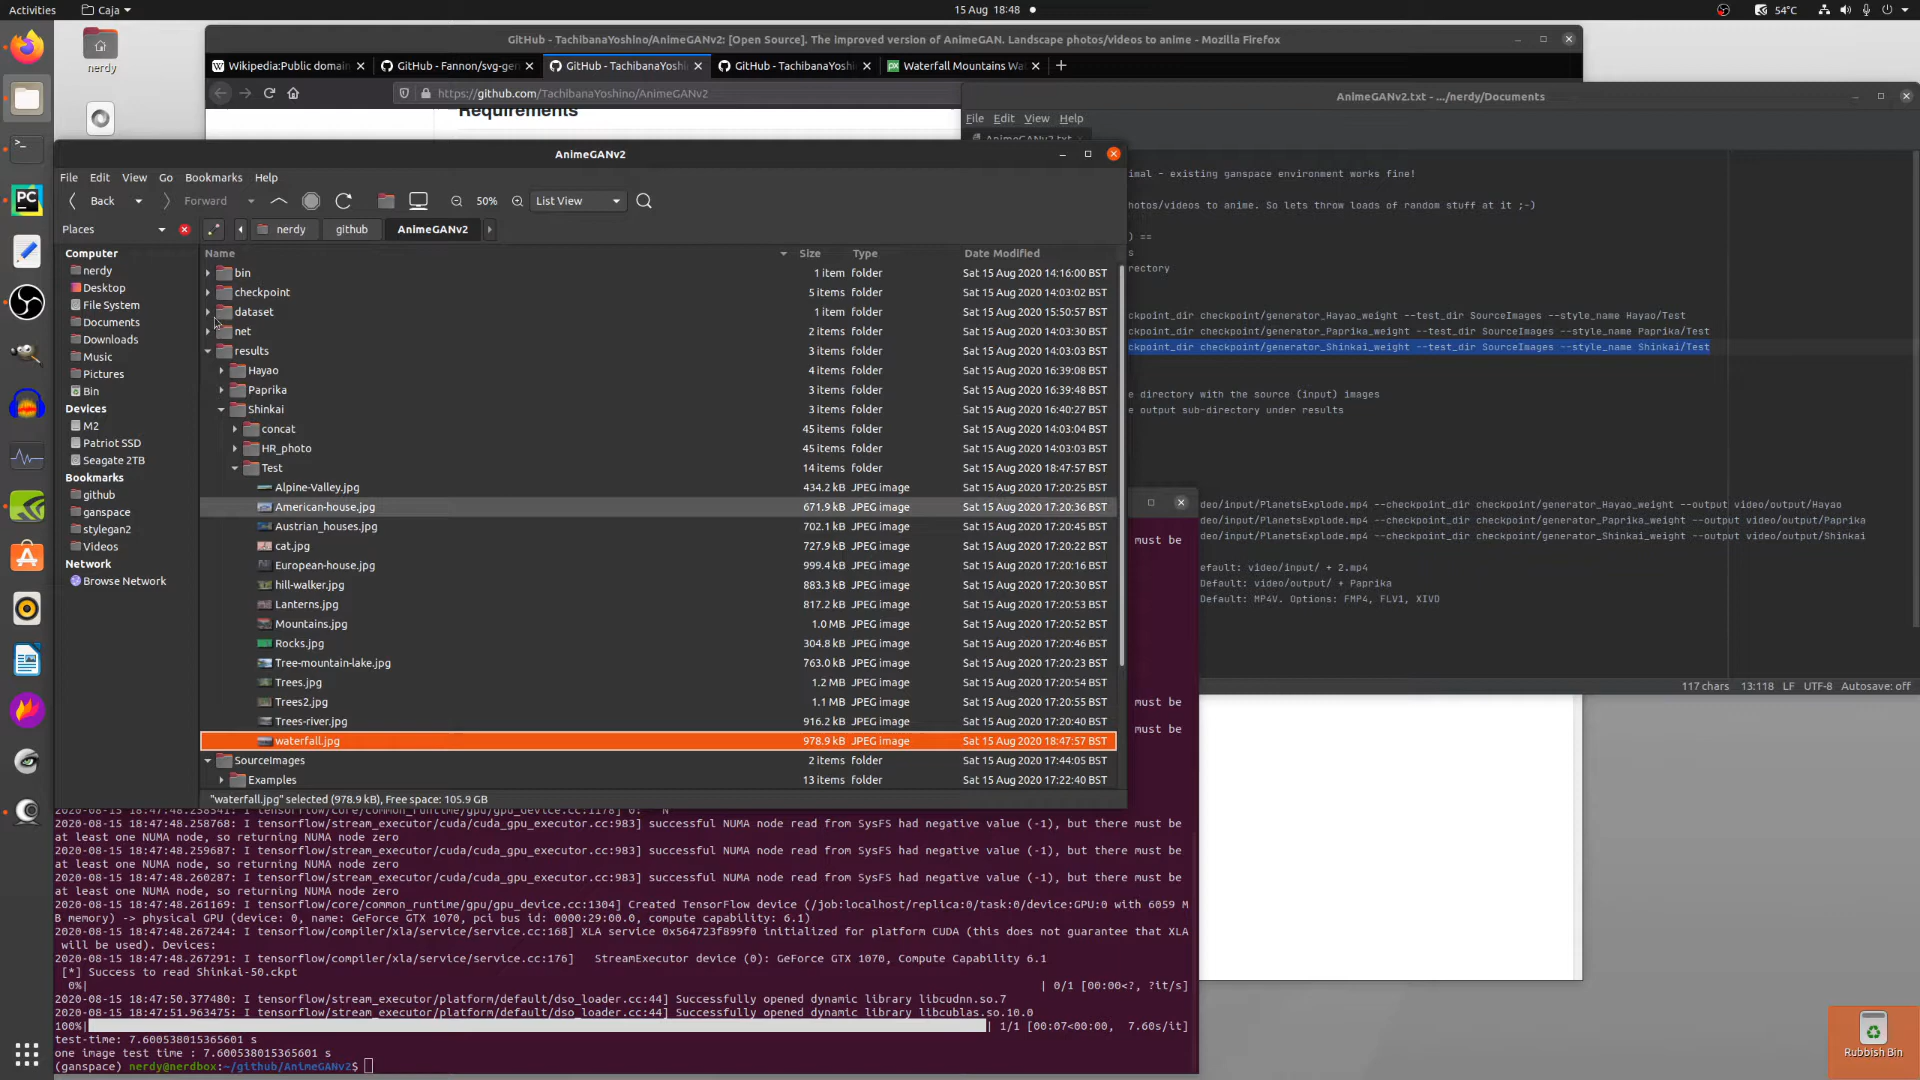 Activities
Caja
15 Aug 18:48
54°C
nerdy
GitHub - TachibanaYoshino/AnimeGANv2: [Open Source]. The improved version of AnimeGAN. Landscape photos/videos to anime - Mozilla Firefox
Wikipedia:Public domain
GitHub - Fannon/svg-gen
GitHub - TachibanaYoshin
GitHub - TachibanaYoshin
Waterfall Mountains Wat
https://github.com/TachibanaYoshino/AnimeGANv2
Requirements
AnimeGANv2.txt - .../nerdy/Documents
File Edit View Help
AnimeGANv2.txt
imal - existing ganspace environment works fine!
hotos/videos to anime. So lets throw loads of random stuff at it ;-)
) ==
s
rectory
ckpoint_dir checkpoint/generator_Hayao_weight --test_dir SourceImages --style_name Hayao/Test
ckpoint_dir checkpoint/generator_Paprika_weight --test_dir SourceImages --style_name Paprika/Test
ckpoint_dir checkpoint/generator_Shinkai_weight --test_dir SourceImages --style_name Shinkai/Test
e directory with the source (input) images
e output sub-directory under results
deo/input/PlanetsExplode.mp4 --checkpoint_dir checkpoint/generator_Hayao_weight --output video/output/Hayao
deo/input/PlanetsExplode.mp4 --checkpoint_dir checkpoint/generator_Paprika_weight --output video/output/Paprika
deo/input/PlanetsExplode.mp4 --checkpoint_dir checkpoint/generator_Shinkai_weight --output video/output/Shinkai
efault: video/input/ + 2.mp4
Default: video/output/ + Paprika
Default: MP4V. Options: FMP4, FLV1, XIVO
117 chars 13:118 LF UTF-8 Autosave: off
AnimeGANv2
File Edit View Go Bookmarks Help
Back Forward 50% List View
Places
nerdy github AnimeGANv2
Computer
nerdy
Desktop
File System
Documents
Downloads
Music
Pictures
Bin
Devices
M2
Patriot SSD
Seagate 2TB
Bookmarks
github
ganspace
stylegan2
Videos
Network
Browse Network
Name Size Type Date Modified
bin 1 item folder Sat 15 Aug 2020 14:16:00 BST
checkpoint 5 items folder Sat 15 Aug 2020 14:03:02 BST
dataset 1 item folder Sat 15 Aug 2020 15:50:57 BST
net 2 items folder Sat 15 Aug 2020 14:03:30 BST
results 3 items folder Sat 15 Aug 2020 14:03:03 BST
Hayao 4 items folder Sat 15 Aug 2020 16:39:08 BST
Paprika 3 items folder Sat 15 Aug 2020 16:39:48 BST
Shinkai 3 items folder Sat 15 Aug 2020 16:40:27 BST
concat 45 items folder Sat 15 Aug 2020 14:03:04 BST
HR_photo 45 items folder Sat 15 Aug 2020 14:03:03 BST
Test 14 items folder Sat 15 Aug 2020 18:47:57 BST
Alpine-Valley.jpg 434.2 kB JPEG image Sat 15 Aug 2020 17:20:25 BST
American-house.jpg 671.9 kB JPEG image Sat 15 Aug 2020 17:20:36 BST
Austrian_houses.jpg 702.1 kB JPEG image Sat 15 Aug 2020 17:20:45 BST
cat.jpg 727.9 kB JPEG image Sat 15 Aug 2020 17:20:22 BST
European-house.jpg 999.4 kB JPEG image Sat 15 Aug 2020 17:20:16 BST
hill-walker.jpg 883.3 kB JPEG image Sat 15 Aug 2020 17:20:30 BST
Lanterns.jpg 817.2 kB JPEG image Sat 15 Aug 2020 17:20:53 BST
Mountains.jpg 1.0 MB JPEG image Sat 15 Aug 2020 17:20:52 BST
Rocks.jpg 304.8 kB JPEG image Sat 15 Aug 2020 17:20:46 BST
Tree-mountain-lake.jpg 763.0 kB JPEG image Sat 15 Aug 2020 17:20:23 BST
Trees.jpg 1.2 MB JPEG image Sat 15 Aug 2020 17:20:54 BST
Trees2.jpg 1.1 MB JPEG image Sat 15 Aug 2020 17:20:55 BST
Trees-river.jpg 916.2 kB JPEG image Sat 15 Aug 2020 17:20:40 BST
waterfall.jpg 978.9 kB JPEG image Sat 15 Aug 2020 18:47:57 BST
SourceImages 2 items folder Sat 15 Aug 2020 17:44:05 BST
Examples 13 items folder Sat 15 Aug 2020 17:22:40 BST
"waterfall.jpg" selected (978.9 kB), Free space: 105.9 GB
must be
must be
must be
2020-08-15 18:47:48.258541: I tensorflow/core/common_runtime/gpu/gpu_device.cc:1178] 0: N
2020-08-15 18:47:48.258768: I tensorflow/stream_executor/cuda/cuda_gpu_executor.cc:983] successful NUMA node read from SysFS had negative value (-1), but there must be
at least one NUMA node, so returning NUMA node zero
2020-08-15 18:47:48.259687: I tensorflow/stream_executor/cuda/cuda_gpu_executor.cc:983] successful NUMA node read from SysFS had negative value (-1), but there must be
at least one NUMA node, so returning NUMA node zero
2020-08-15 18:47:48.260287: I tensorflow/stream_executor/cuda/cuda_gpu_executor.cc:983] successful NUMA node read from SysFS had negative value (-1), but there must be
at least one NUMA node, so returning NUMA node zero
2020-08-15 18:47:48.261169: I tensorflow/core/common_runtime/gpu/gpu_device.cc:1304] Created TensorFlow device (/job:localhost/replica:0/task:0/device:GPU:0 with 6059 M
B memory) -> physical GPU (device: 0, name: GeForce GTX 1070, pci bus id: 0000:29:00.0, compute capability: 6.1)
2020-08-15 18:47:48.267244: I tensorflow/compiler/xla/service/service.cc:168] XLA service 0x564723f899f0 initialized for platform CUDA (this does not guarantee that XLA
will be used). Devices:
2020-08-15 18:47:48.267291: I tensorflow/compiler/xla/service/service.cc:176] StreamExecutor device (0): GeForce GTX 1070, Compute Capability 6.1
[*] Success to read Shinkai-50.ckpt
0%| | 0/1 [00:00<?, ?it/s]
2020-08-15 18:47:50.377480: I tensorflow/stream_executor/platform/default/dso_loader.cc:44] Successfully opened dynamic library libcudnn.so.7
2020-08-15 18:47:51.963475: I tensorflow/stream_executor/platform/default/dso_loader.cc:44] Successfully opened dynamic library libcublas.so.10.0
100%| | 1/1 [00:07<00:00, 7.60s/it]
test-time: 7.600538015365601 s
one image test time : 7.600538015365601 s
(ganspace) nerdy@nerdbox:~/github/AnimeGANv2$
Rubbish Bin